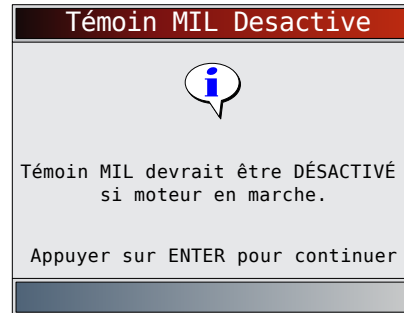 Témoin MIL Desactive
Témoin MIL devrait être DÉSACTIVÉ
si moteur en marche.
Appuyer sur ENTER pour continuer